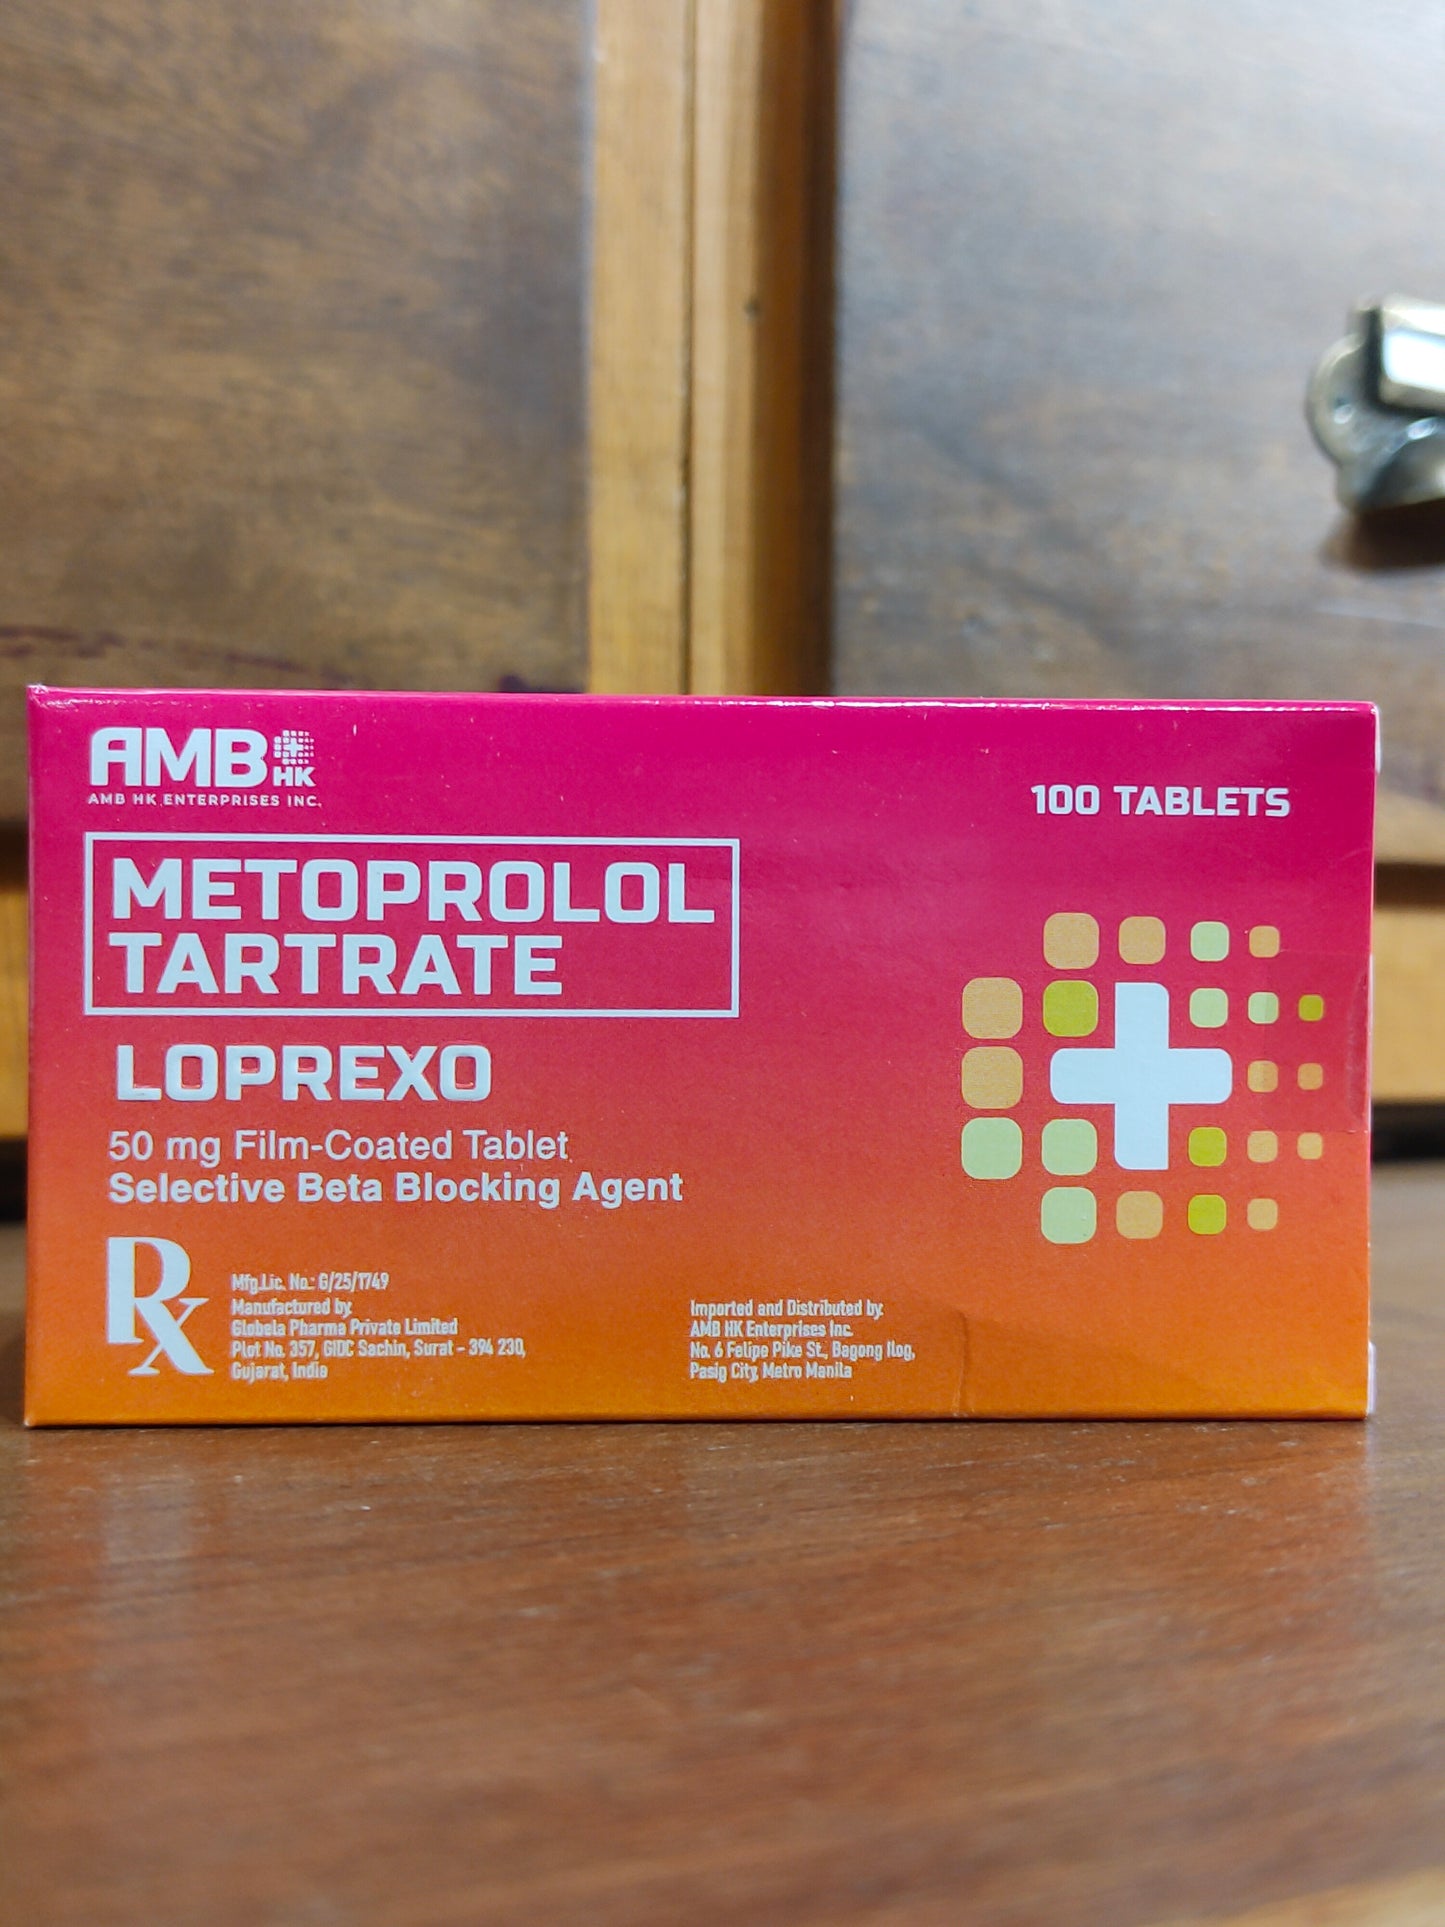 AMB HK
AMB HK ENTERPRISES INC.
100 TABLETS
METOPROLOL
TARTRATE
LOPREXO
50 mg Film-Coated Tablet
Selective Beta Blocking Agent
Rx
Mfg.Lic. No.: G/25/1749
Manufactured by:
Globela Pharma Private Limited
Plot No. 357, GIDC Sachin, Surat - 394 230,
Gujarat, India
Imported and Distributed by:
AMB HK Enterprises Inc.
No. 6 Felipe Pike St., Bagong Ilog,
Pasig City, Metro Manila